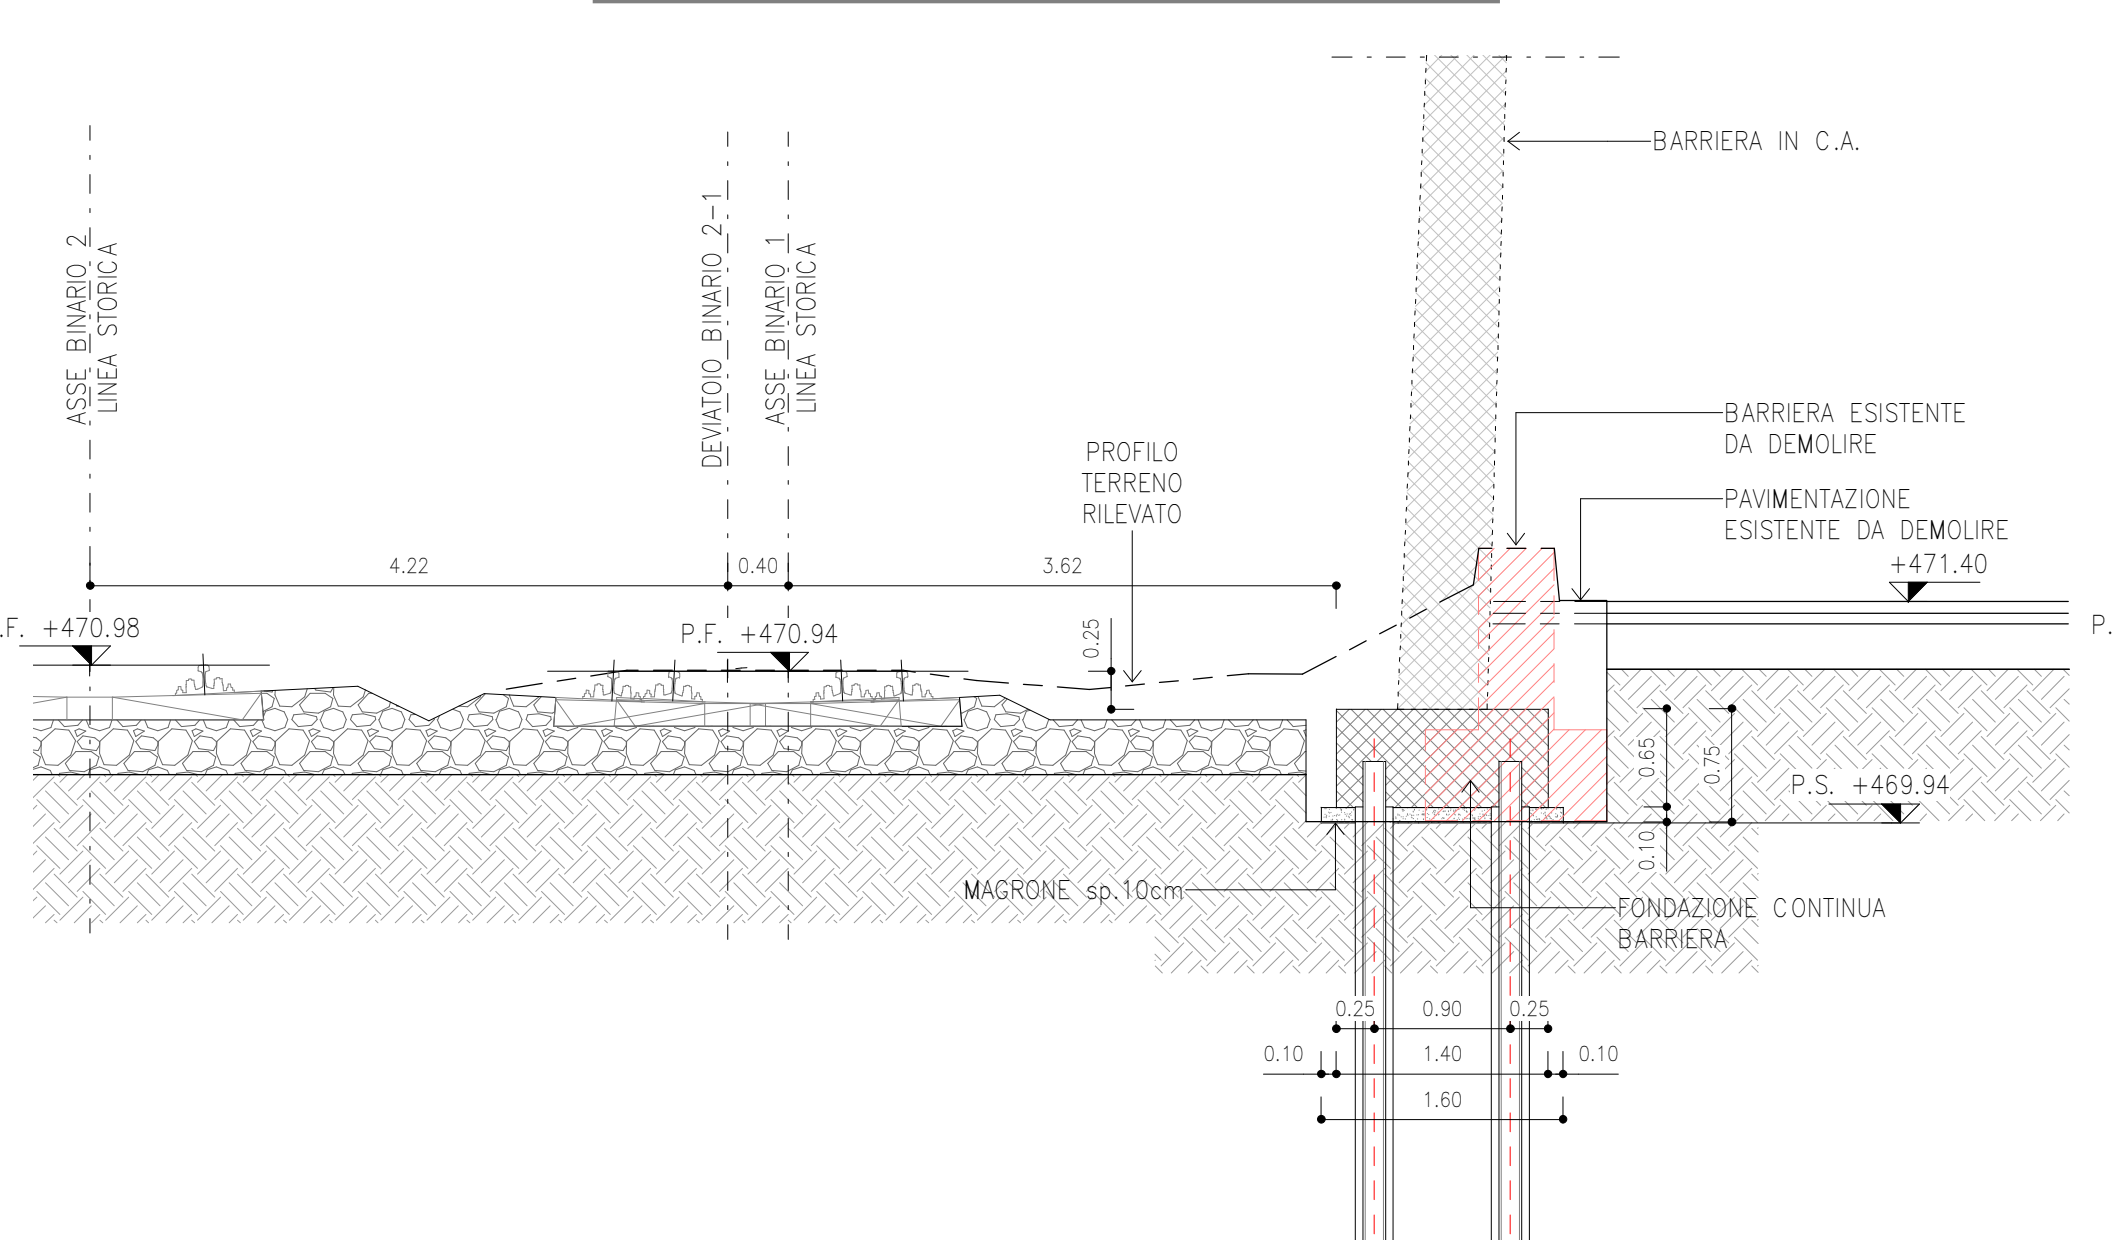 BARRIERA IN C.A.
ASSE BINARIO 2
LINEA STORICA
DEVIATOIO BINARIO 2-1
ASSE BINARIO 1
LINEA STORICA
BARRIERA ESISTENTE
DA DEMOLIRE
PROFILO
TERRENO
RILEVATO
PAVIMENTAZIONE
ESISTENTE DA DEMOLIRE
+471.40
4.22
0.40
3.62
.F. +470.98
P.F. +470.94
0.25
P.
0.65
0.75
P.S. +469.94
0.10
MAGRONE sp.10cm
FONDAZIONE CONTINUA
BARRIERA
0.25
0.90
0.25
0.10
1.40
0.10
1.60